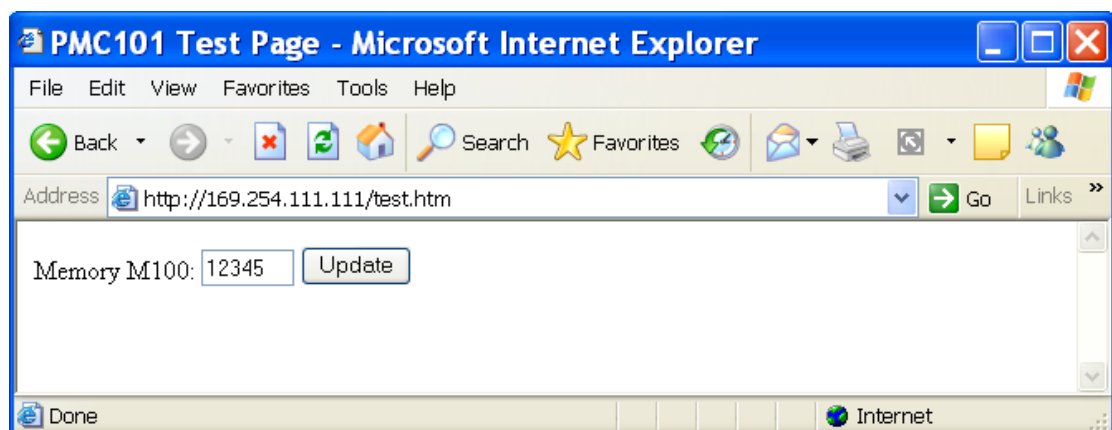 PMC101 Test Page - Microsoft Internet Explorer
File Edit View Favorites Tools Help
Back Search Favorites
Address http://169.254.111.111/test.htm Go Links »
Memory M100: 12345 Update
Done Internet